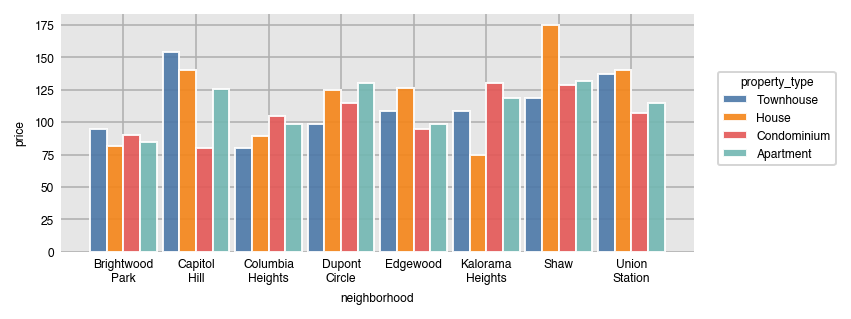 175
150
125
100
75
50
25
0
price
Brightwood
Park
Capitol
Hill
Columbia
Heights
Dupont
Circle
Edgewood
Kalorama
Heights
Shaw
Union
Station
neighborhood
property_type
Townhouse
House
Condominium
Apartment